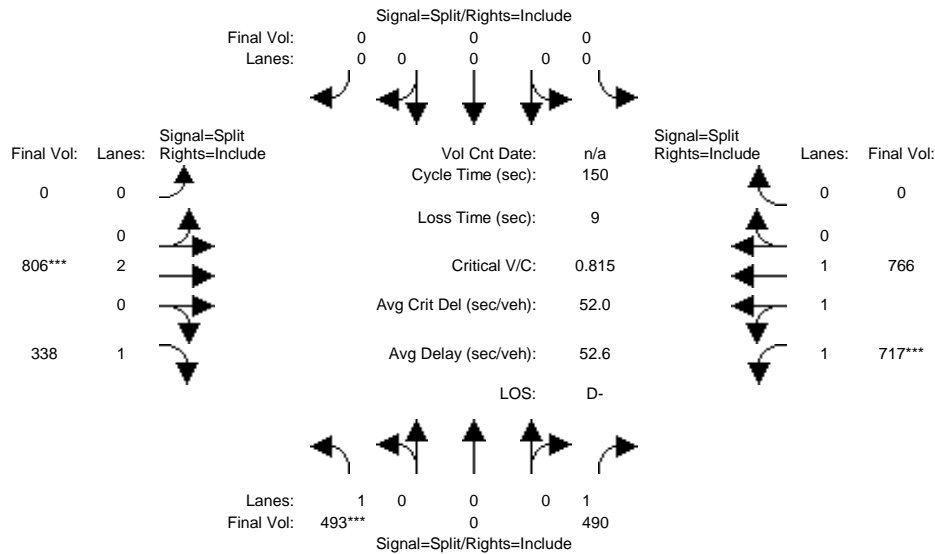 Signal=Split/Rights=Include
Final Vol: 0 0 0
Lanes: 0 0 0 0 0
Signal=Split
Final Vol: Lanes: Rights=Include
Vol Cnt Date: n/a
Signal=Split
Rights=Include Lanes: Final Vol:
Cycle Time (sec): 150
0 0
0 0
Loss Time (sec): 9
0
0
806*** 2
Critical V/C: 0.815
1 766
0
Avg Crit Del (sec/veh): 52.0
1
338 1
Avg Delay (sec/veh): 52.6
1 717***
LOS: D-
Lanes: 1 0 0 0 1
Final Vol: 493*** 0 490
Signal=Split/Rights=Include